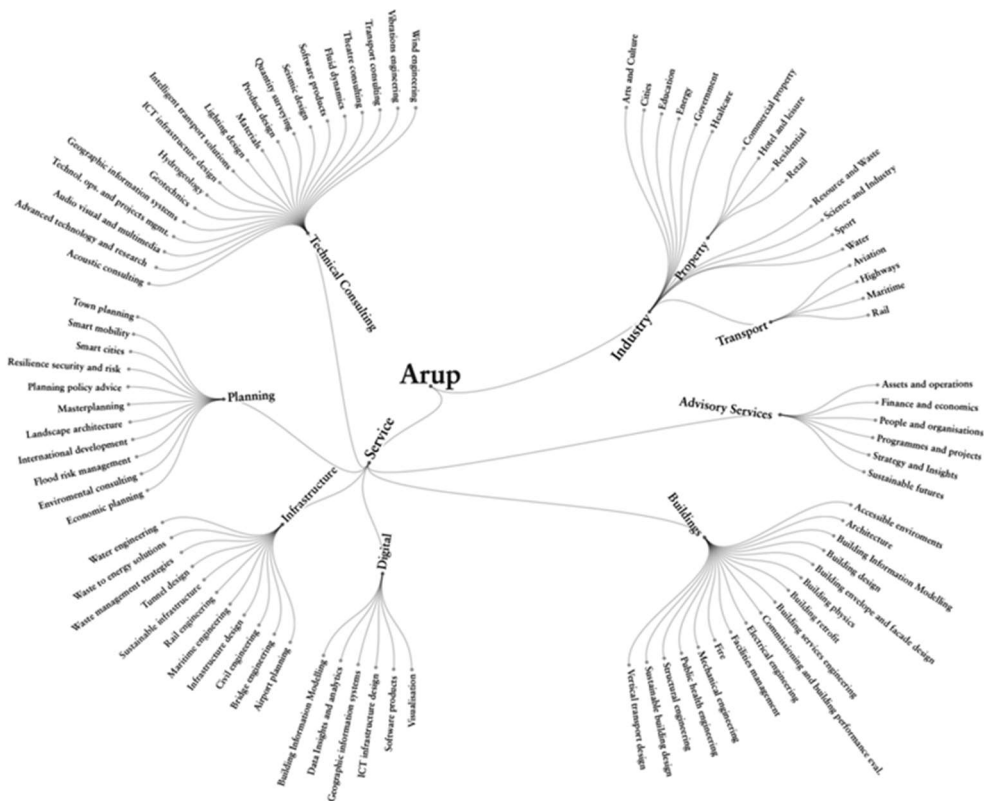 Arup
Industry
Arts and Culture
Cities
Education
Energy
Government
Healtcare
Property
Commercial property
Hotel and leisure
Residential
Retail
Resource and Waste
Science and Industry
Sport
Water
Transport
Aviation
Highways
Maritime
Rail
Service
Advisory Services
Assets and operations
Finance and economics
People and organisations
Programmes and projects
Strategy and Insights
Sustainable futures
Buildings
Accessible enviroments
Architecture
Building Information Modelling
Building design
Building envelope and facade design
Building physics
Building retrofit
Building services engineering
Commissioning and building performance eval.
Electrical engineering
Facilities management
Fire
Mechanical engineering
Public health engineering
Structural engineering
Sustainable building design
Vertical transport design
Digital
Visualisation
Software products
ICT infrastructure design
Geographic information systems
Data Insights and analytics
Building Information Modelling
Infrastructure
Airport planning
Bridge engineering
Civil engineering
Infrastructure design
Maritime engineering
Rail engineering
Sustainable infrastructure
Tunnel design
Waste management strategies
Waste to energy solutions
Water engineering
Planning
Economic planning
Enviromental consulting
Flood risk management
International development
Landscape architecture
Masterplanning
Planning policy advice
Resilience security and risk
Smart cities
Smart mobility
Town planning
Technical Consulting
Acoustic consulting
Advanced technology and research
Audio visual and multimedia
Technol. ops. and projects mgmt.
Geographic information systems
Geotechnics
Hydrogeology
ICT infrastructure design
Intelligent transport solutions
Lighting design
Materials
Product design
Quantity surveying
Seismic design
Software products
Fluid dynamics
Theatre consulting
Transport consulting
Vibrations engineering
Wind engineering